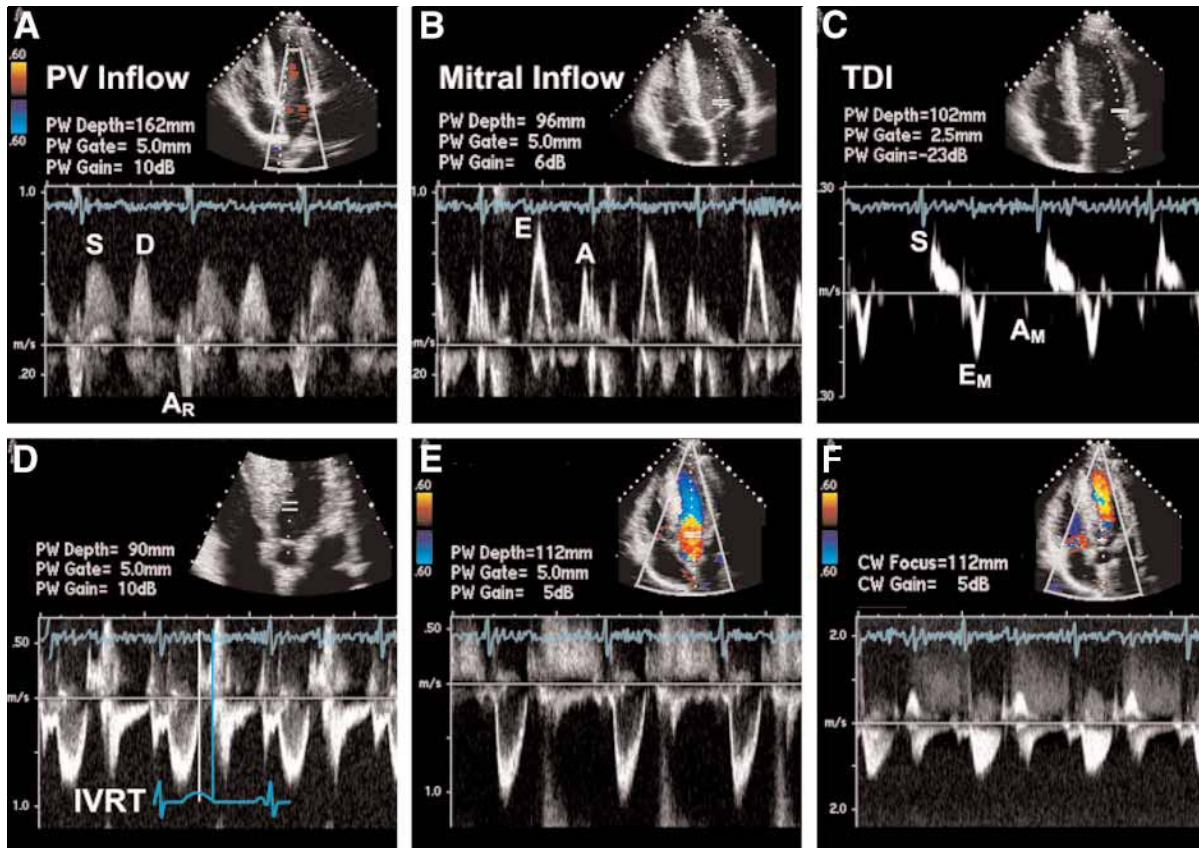 A
.60
.60
PV Inflow
PW Depth=162mm
PW Gate= 5.0mm
PW Gain= 10dB
1.0
S D
m/s
.20
AR
B
Mitral Inflow
PW Depth= 96mm
PW Gate= 5.0mm
PW Gain= 6dB
1.0
E
A
m/s
.20
C
TDI
PW Depth=102mm
PW Gate= 2.5mm
PW Gain=-23dB
.30
S
m/s
AM
EM
.30
D
PW Depth= 90mm
PW Gate= 5.0mm
PW Gain= 10dB
.50
m/s
IVRT
1.0
E
.60
.60
PW Depth=112mm
PW Gate= 5.0mm
PW Gain= 5dB
.50
m/s
1.0
F
.60
.60
CW Focus=112mm
CW Gain= 5dB
2.0
m/s
2.0